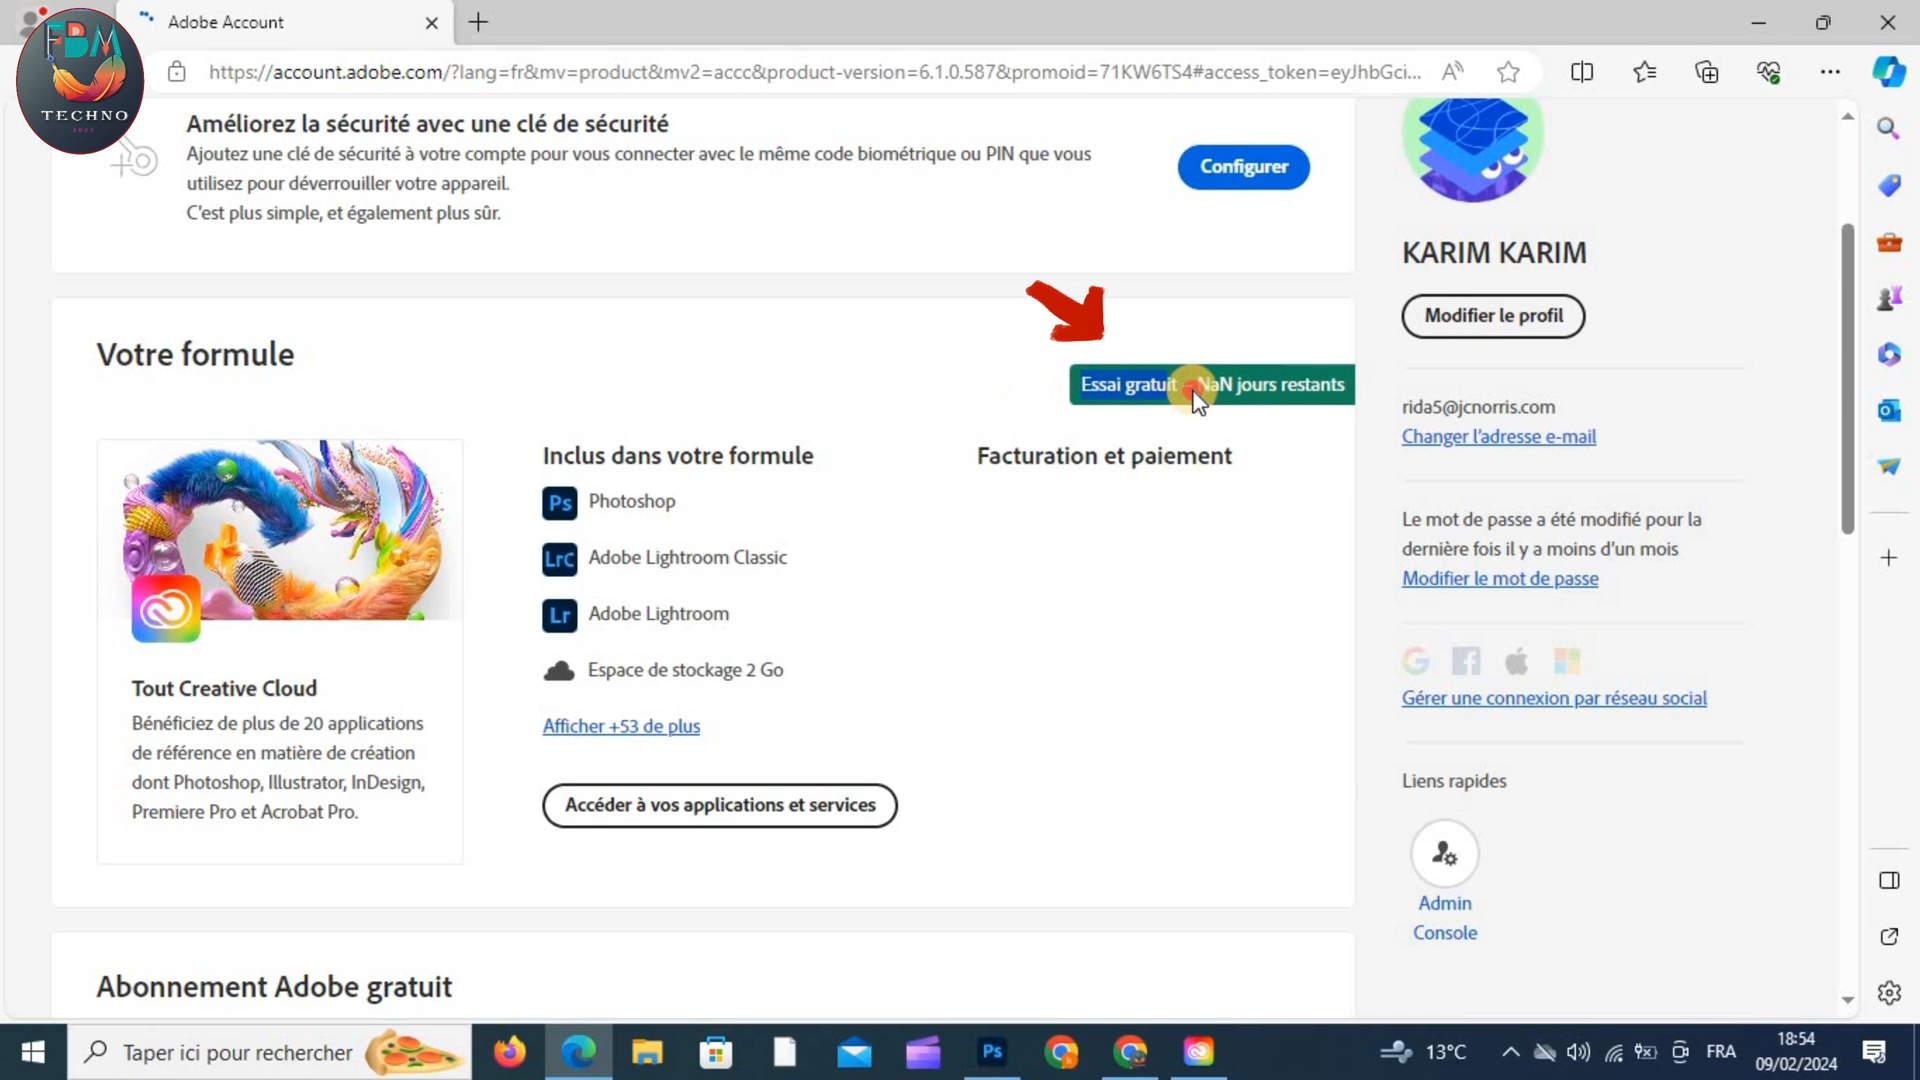 Adobe Account
FBM
TECHNO
2023
https://account.adobe.com/?lang=fr&mv=product&mv2=accc&product-version=6.1.0.587&promoid=71KW6TS4#access_token=eyJhbGci...
Améliorez la sécurité avec une clé de sécurité
Ajoutez une clé de sécurité à votre compte pour vous connecter avec le même code biométrique ou PIN que vous
utilisez pour déverrouiller votre appareil.
C'est plus simple, et également plus sûr.
Configurer
Votre formule
Essai gratuit - NaN jours restants
Tout Creative Cloud
Bénéficiez de plus de 20 applications
de référence en matière de création
dont Photoshop, Illustrator, InDesign,
Premiere Pro et Acrobat Pro.
Inclus dans votre formule
Ps Photoshop
LrC Adobe Lightroom Classic
Lr Adobe Lightroom
Espace de stockage 2 Go
Afficher +53 de plus
Accéder à vos applications et services
Facturation et paiement
Abonnement Adobe gratuit
KARIM KARIM
Modifier le profil
rida5@jcnorris.com
Changer l'adresse e-mail
Le mot de passe a été modifié pour la
dernière fois il y a moins d'un mois
Modifier le mot de passe
Gérer une connexion par réseau social
Liens rapides
Admin
Console
Taper ici pour rechercher
Ps
13°C
FRA
18:54
09/02/2024